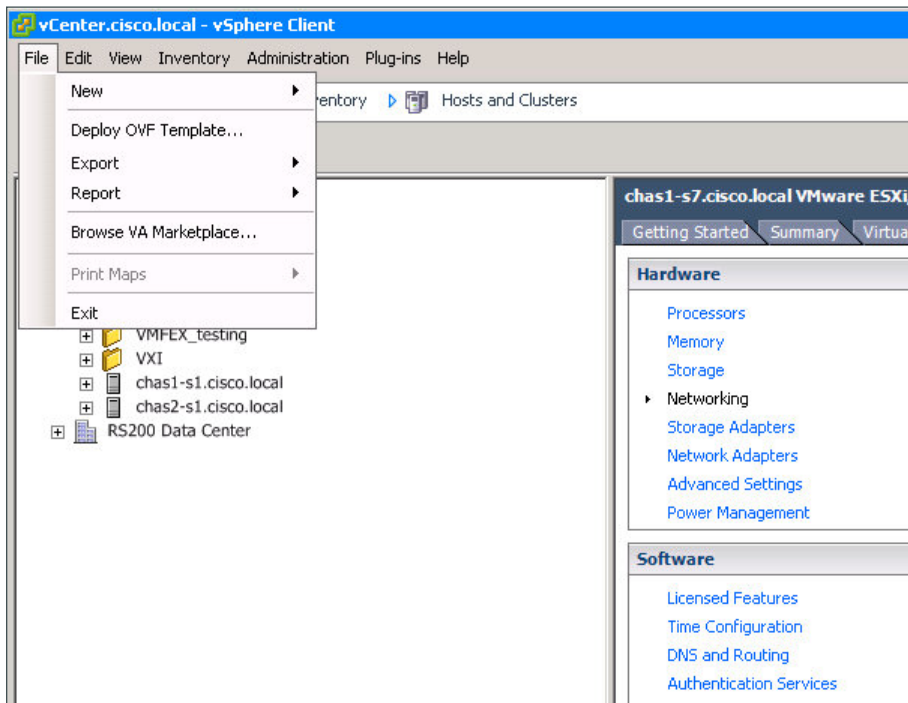 vCenter.cisco.local - vSphere Client
File Edit View Inventory Administration Plug-ins Help
New
Deploy OVF Template...
Export
Report
Browse VA Marketplace...
Print Maps
Exit
Hosts and Clusters
VMFEX_testing
VXI
chas1-s1.cisco.local
chas2-s1.cisco.local
RS200 Data Center
chas1-s7.cisco.local VMware ESXi
Getting Started Summary Virtua
Hardware
Processors
Memory
Storage
Networking
Storage Adapters
Network Adapters
Advanced Settings
Power Management
Software
Licensed Features
Time Configuration
DNS and Routing
Authentication Services